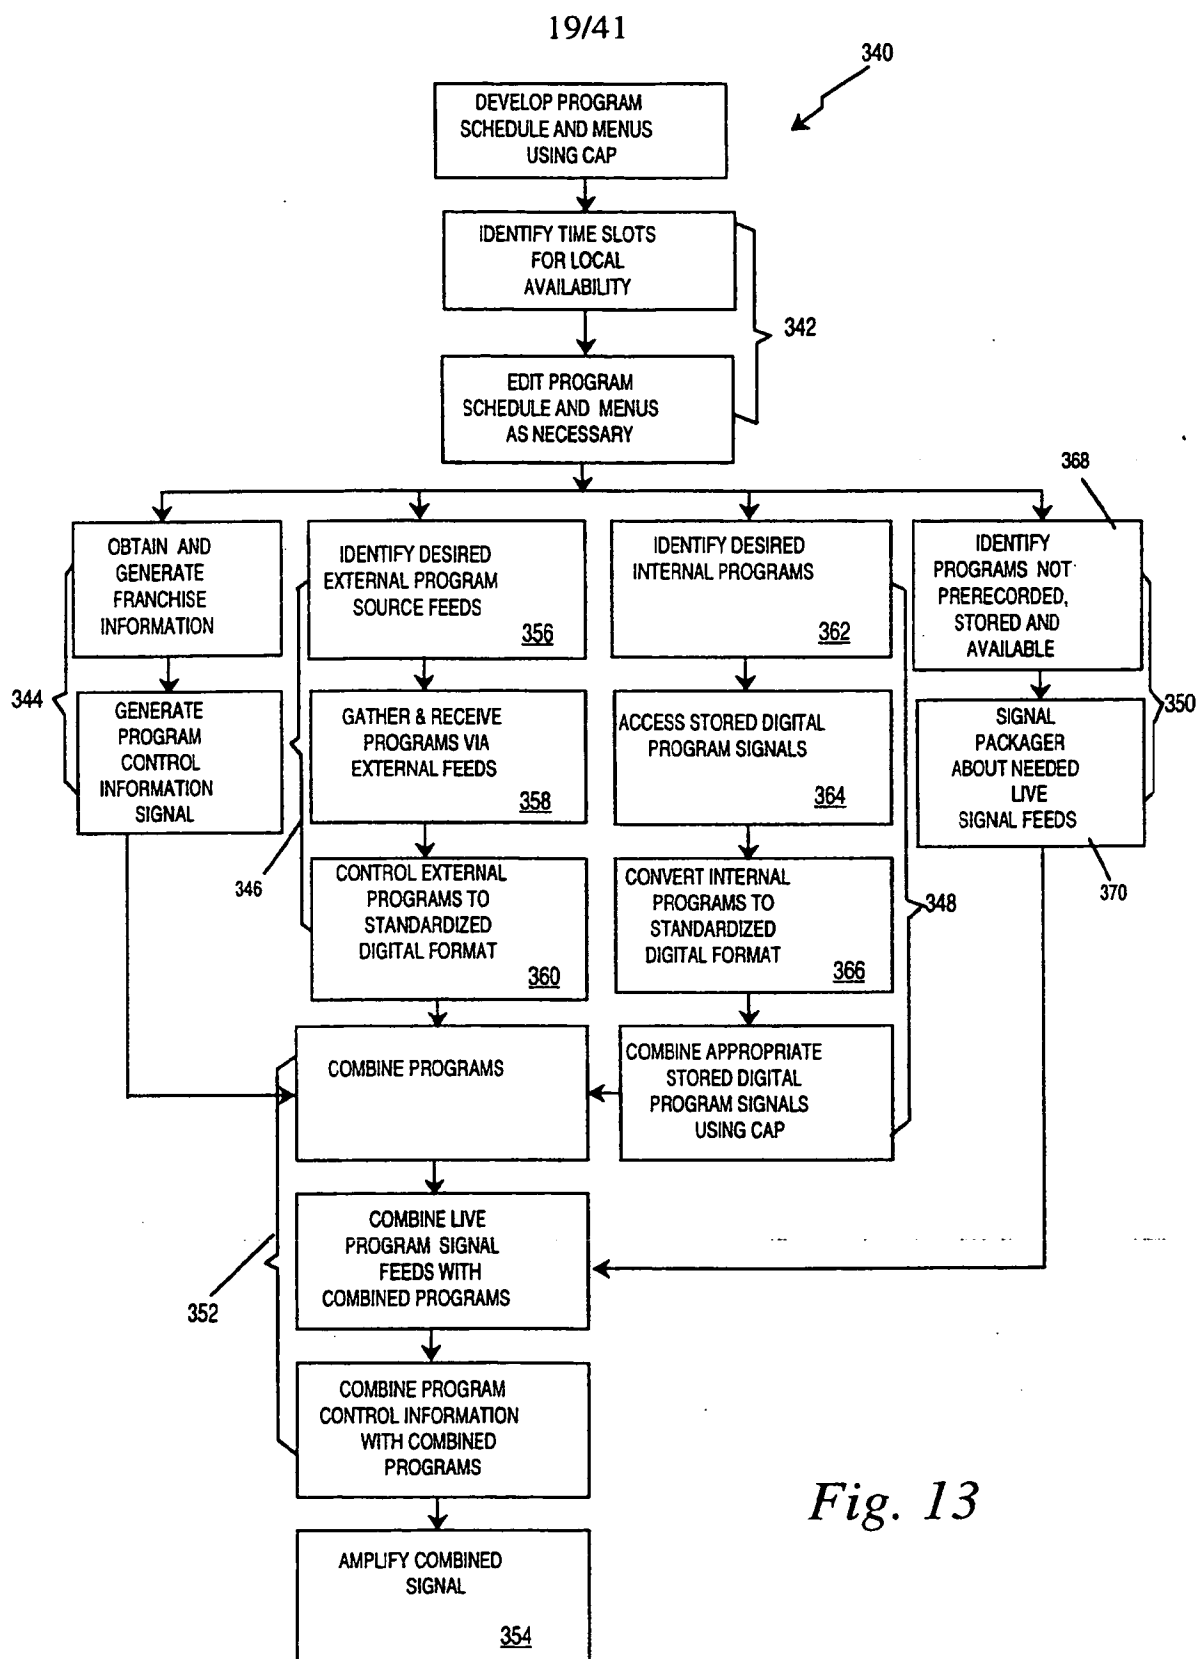 19/41
340
DEVELOP PROGRAM
SCHEDULE AND MENUS
USING CAP
IDENTIFY TIME SLOTS
FOR LOCAL
AVAILABILITY
342
EDIT PROGRAM
SCHEDULE AND MENUS
AS NECESSARY
368
OBTAIN AND
GENERATE
FRANCHISE
INFORMATION
344
GENERATE
PROGRAM
CONTROL
INFORMATION
SIGNAL
IDENTIFY DESIRED
EXTERNAL PROGRAM
SOURCE FEEDS
356
GATHER & RECEIVE
PROGRAMS VIA
EXTERNAL FEEDS
358
346
CONTROL EXTERNAL
PROGRAMS TO
STANDARDIZED
DIGITAL FORMAT
360
IDENTIFY DESIRED
INTERNAL PROGRAMS
362
ACCESS STORED DIGITAL
PROGRAM SIGNALS
364
CONVERT INTERNAL
PROGRAMS TO
STANDARDIZED
DIGITAL FORMAT
366
348
COMBINE APPROPRIATE
STORED DIGITAL
PROGRAM SIGNALS
USING CAP
IDENTIFY
PROGRAMS NOT
PRERECORDED,
STORED AND
AVAILABLE
350
SIGNAL
PACKAGER
ABOUT NEEDED
LIVE
SIGNAL FEEDS
370
COMBINE PROGRAMS
COMBINE LIVE
PROGRAM SIGNAL
FEEDS WITH
COMBINED PROGRAMS
352
COMBINE PROGRAM
CONTROL INFORMATION
WITH COMBINED
PROGRAMS
AMPLIFY COMBINED
SIGNAL
354
Fig. 13